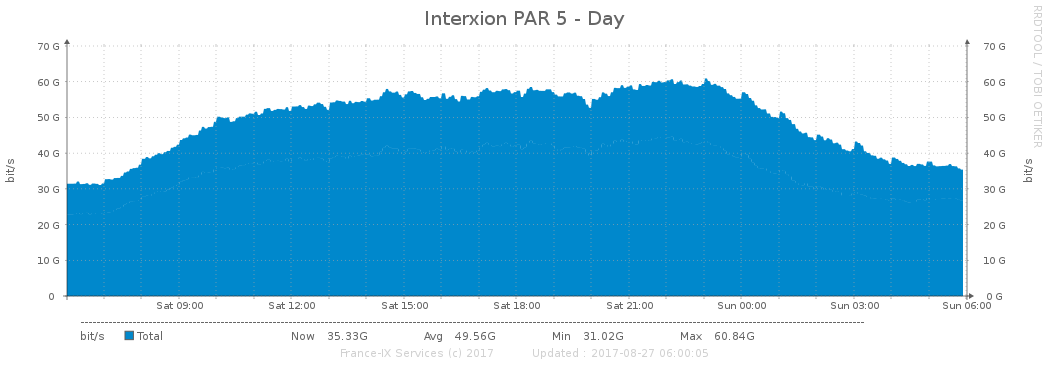 Interxion PAR 5 - Day
RRDTOOL / TOBI OETIKER
bit/s
bit/s
70 G 70 G
60 G 60 G
50 G 50 G
40 G 40 G
30 G 30 G
20 G 20 G
10 G 10 G
0 0 G
Sat 09:00 Sat 12:00 Sat 15:00 Sat 18:00 Sat 21:00 Sun 00:00 Sun 03:00 Sun 06:00
bit/s Total Now 35.33G Avg 49.56G Min 31.02G Max 60.84G
France-IX Services (c) 2017 Updated : 2017-08-27 06:00:05